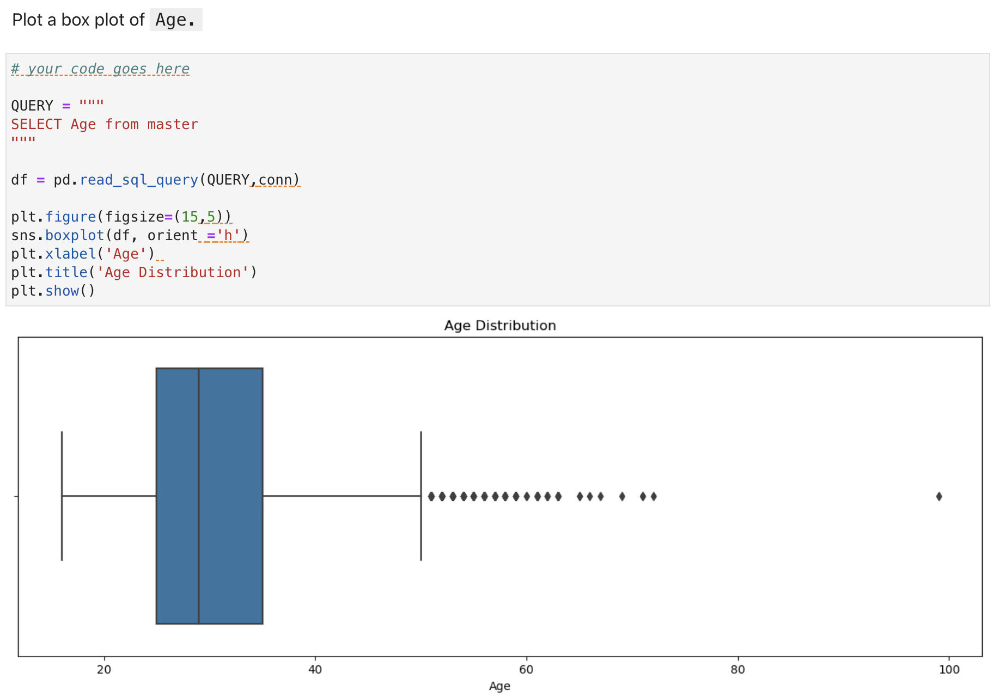 Plot a box plot of Age.
# your code goes here
QUERY = """
SELECT Age from master
"""
df = pd.read_sql_query(QUERY,conn)
plt.figure(figsize=(15,5))
sns.boxplot(df, orient ='h')
plt.xlabel('Age')
plt.title('Age Distribution')
plt.show()
Age Distribution
20 40 60 80 100
Age